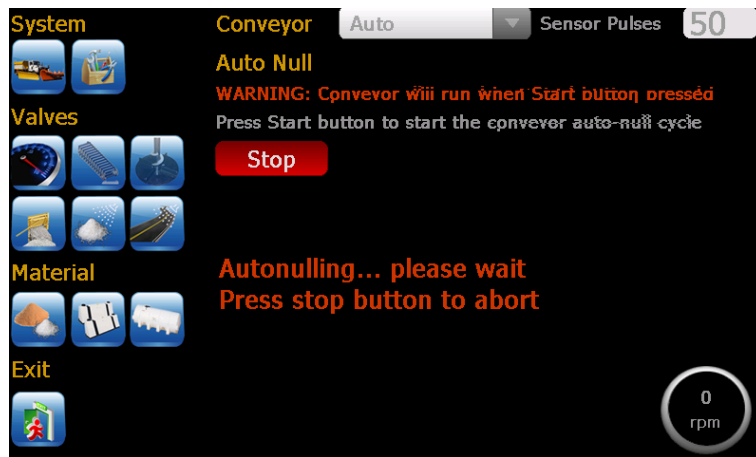 System
Conveyor Auto Sensor Pulses 50
Auto Null
WARNING: Conveyor will run when Start button pressed
Valves
Press Start button to start the conveyor auto-null cycle
Stop
Material
Autonulling... please wait
Press stop button to abort
Exit
0
rpm